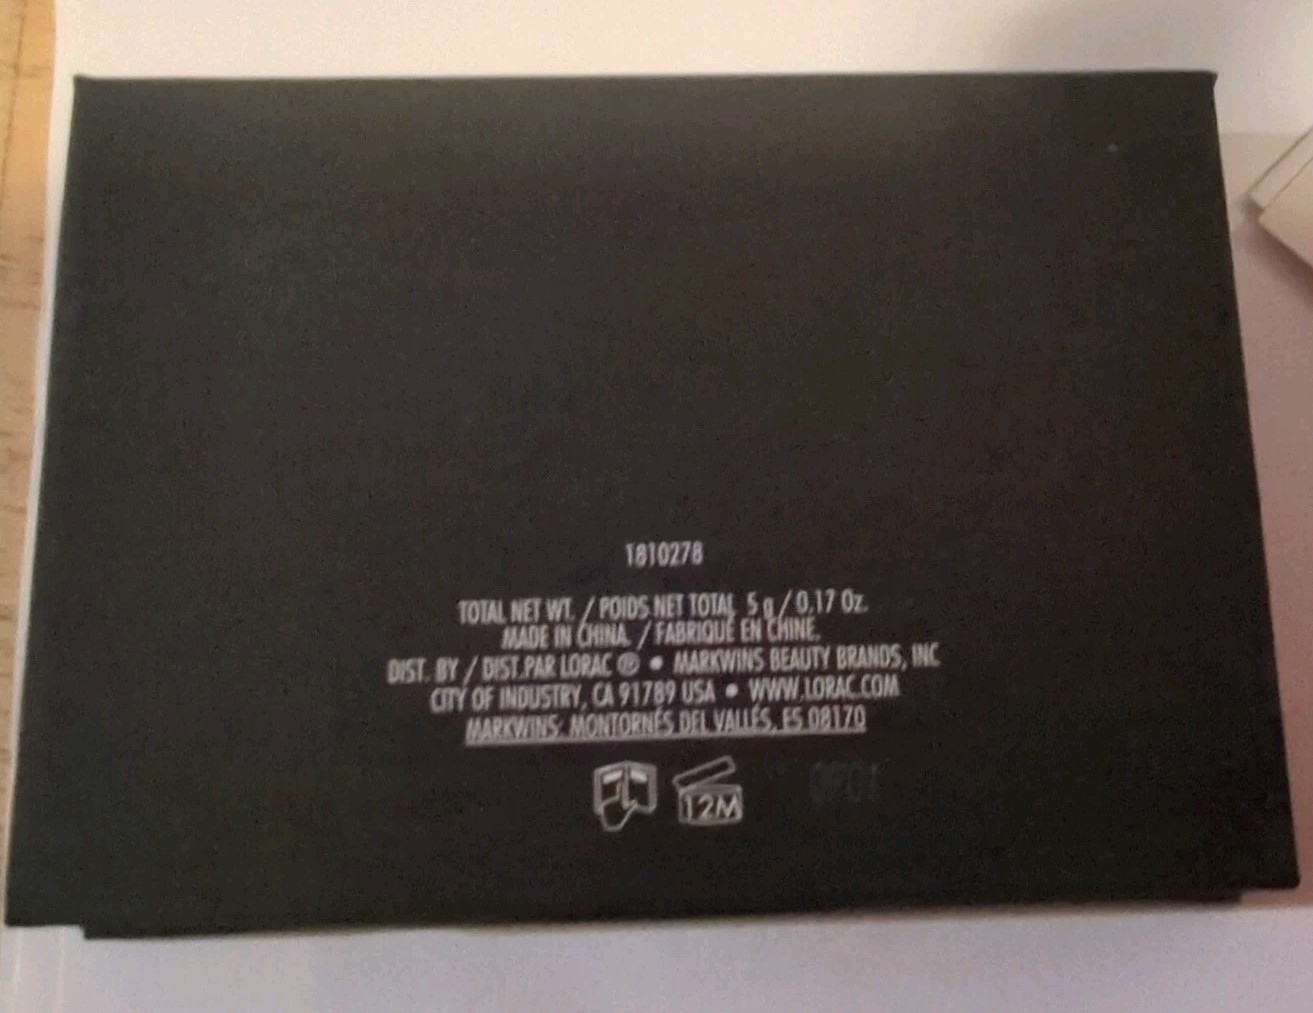 1810278
TOTAL NET WT. / POIDS NET TOTAL 5 g / 0.17 Oz.
MADE IN CHINA. / FABRIQUÉ EN CHINE.
DIST. BY / DIST.PAR LORAC ® • MARKWINS BEAUTY BRANDS, INC
CITY OF INDUSTRY, CA 91789 USA • WWW.LORAC.COM
MARKWINS: MONTORNÉS DEL VALLÉS, ES 08170
12M